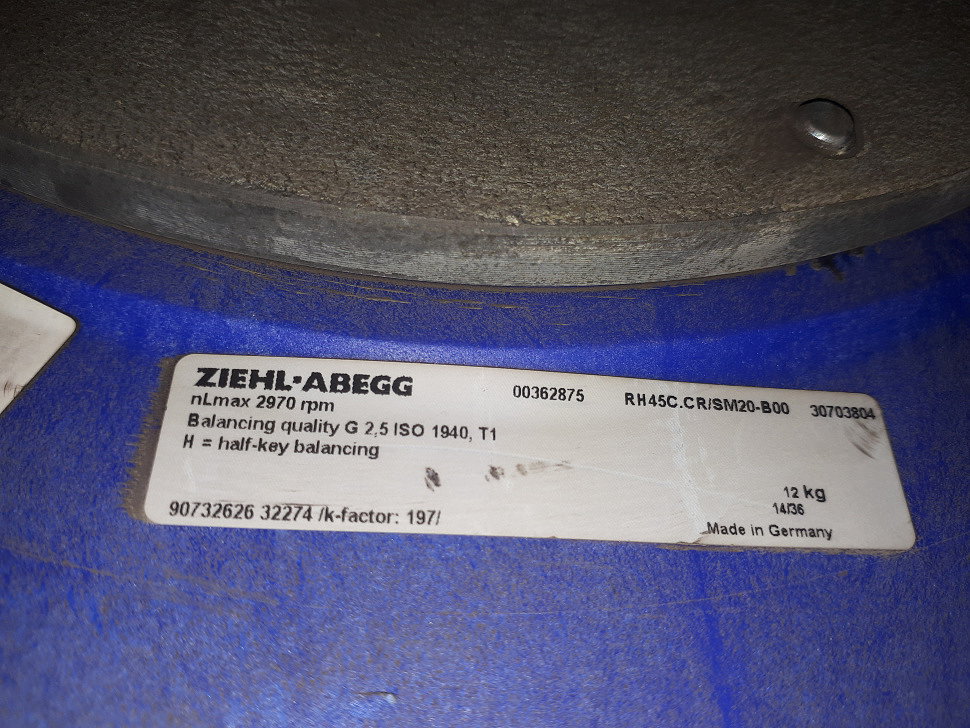 ZIEHL-ABEGG 00362875 RH45C.CR/SM20-B00 30703804
nLmax 2970 rpm
Balancing quality G 2,5 ISO 1940, T1
H = half-key balancing
12 kg
14/36
90732626 32274 /k-factor: 197/
Made in Germany